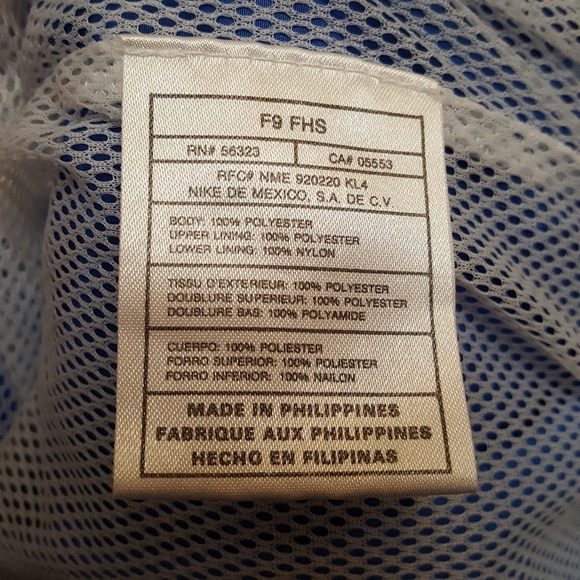 F9 FHS
RN# 56323 CA# 05553
RFC# NME 920220 KL4
NIKE DE MEXICO, S.A. DE C.V.
BODY: 100% POLYESTER
UPPER LINING: 100% POLYESTER
LOWER LINING: 100% NYLON
TISSU D'EXTERIEUR: 100% POLYESTER
DOUBLURE SUPERIEUR: 100% POLYESTER
DOUBLURE BAS: 100% POLYAMIDE
CUERPO: 100% POLIESTER
FORRO SUPERIOR: 100% POLIESTER
FORRO INFERIOR: 100% NAILON
MADE IN PHILIPPINES
FABRIQUE AUX PHILIPPINES
HECHO EN FILIPINAS